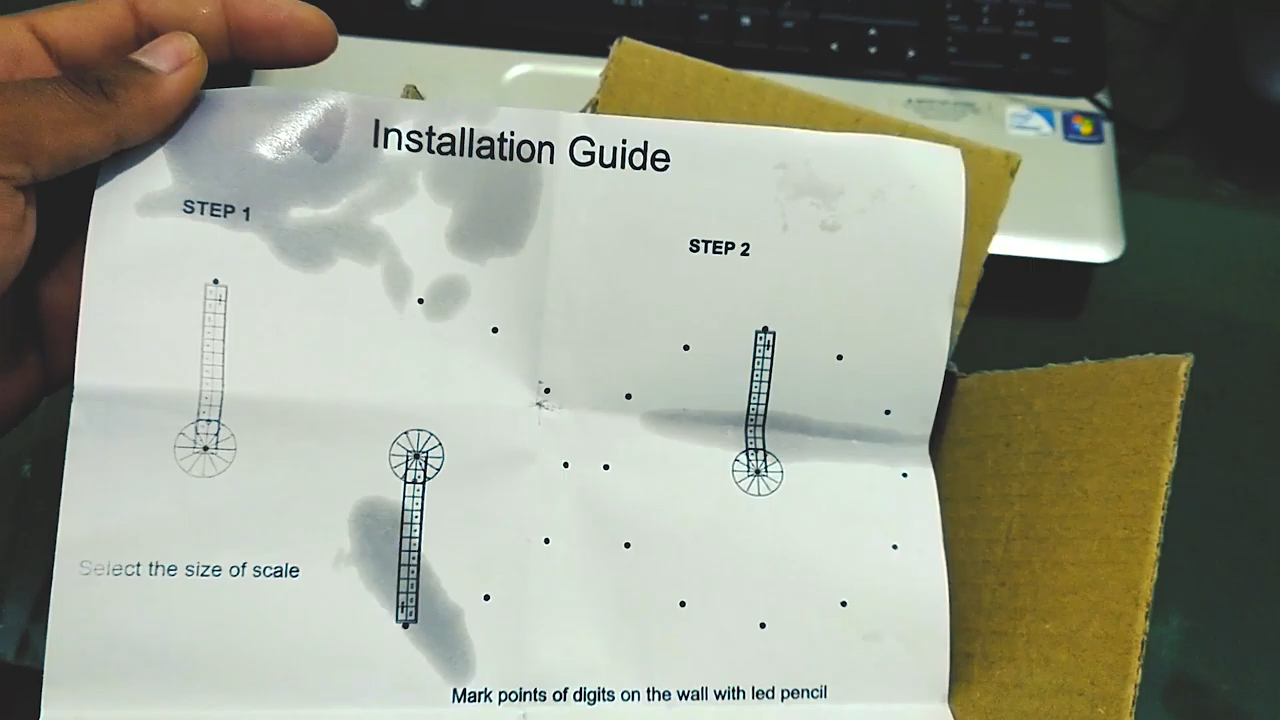 Installation Guide
STEP 1
STEP 2
Select the size of scale
Mark points of digits on the wall with led pencil